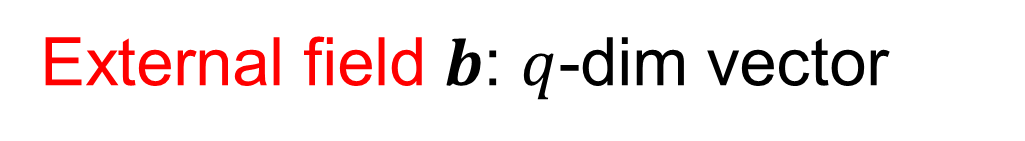 External field b: q-dim vector